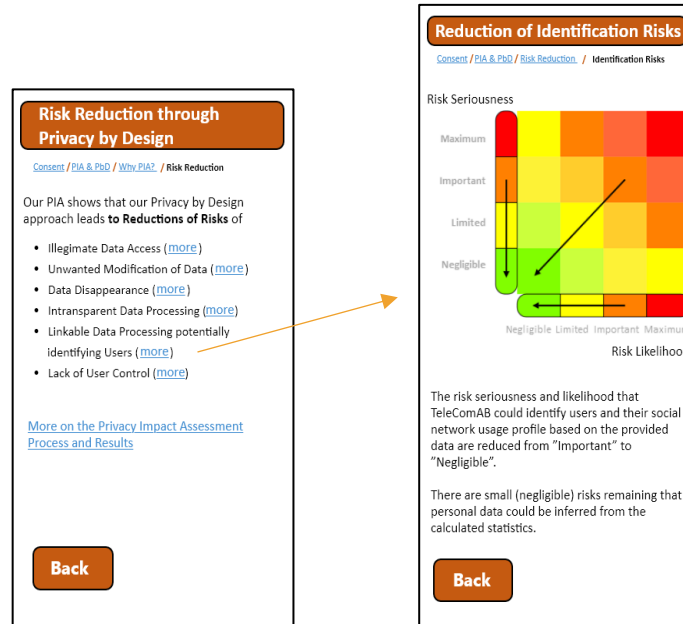 Risk Reduction through
Privacy by Design
Consent / PIA & PbD / Why PIA? / Risk Reduction
Our PIA shows that our Privacy by Design
approach leads to Reductions of Risks of
• Illegitimate Data Access (more)
• Unwanted Modification of Data (more)
• Data Disappearance (more)
• Intransparent Data Processing (more)
• Linkable Data Processing potentially
identifying Users (more)
• Lack of User Control (more)
More on the Privacy Impact Assessment
Process and Results
Back
Reduction of Identification Risks
Consent / PIA & PbD / Risk Reduction / Identification Risks
Risk Seriousness
Maximum
Important
Limited
Negligible
Negligible Limited Important Maximu
Risk Likelihoo
The risk seriousness and likelihood that
TeleComAB could identify users and their social
network usage profile based on the provided
data are reduced from ”Important” to
”Negligible”.
There are small (negligible) risks remaining that
personal data could be inferred from the
calculated statistics.
Back